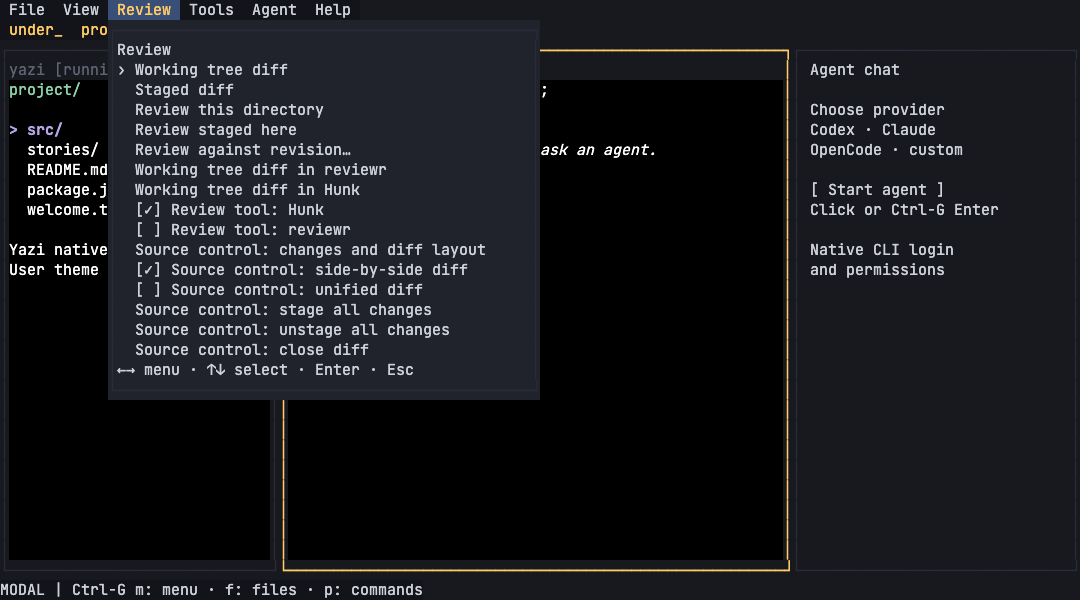 File  View  Review  Tools  Agent  Help
under_  pro
Review
yazi [runni
› Working tree diff
Agent chat
project/
Staged diff
;
Review this directory
Choose provider
> src/
Review staged here
Codex · Claude
stories/
Review against revision…
ask an agent.
OpenCode · custom
README.md
Working tree diff in reviewr
package.j
Working tree diff in Hunk
[ Start agent ]
welcome.t
[✓] Review tool: Hunk
Click or Ctrl-G Enter
[ ] Review tool: reviewr
Yazi native
Source control: changes and diff layout
Native CLI login
User theme
[✓] Source control: side-by-side diff
and permissions
[ ] Source control: unified diff
Source control: stage all changes
Source control: unstage all changes
Source control: close diff
←→ menu · ↑↓ select · Enter · Esc
MODAL | Ctrl-G m: menu · f: files · p: commands